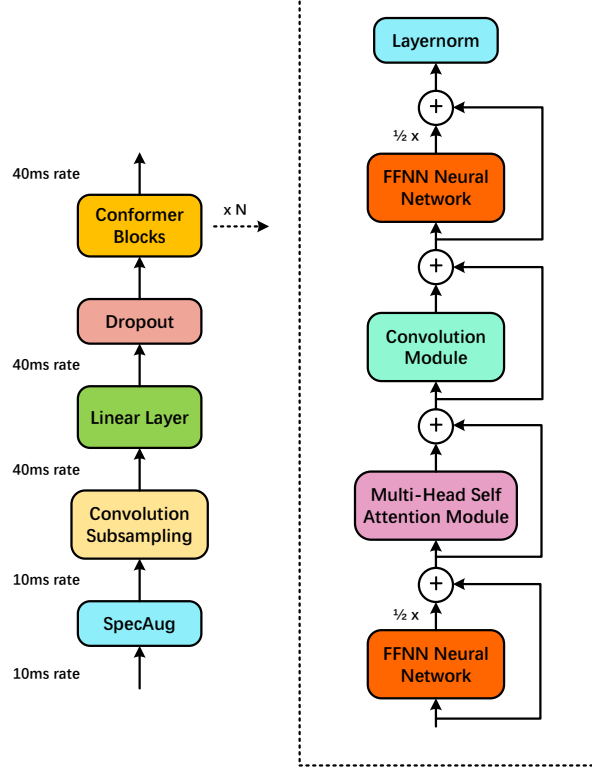 40ms rate
Conformer
Blocks
x N
Dropout
40ms rate
Linear Layer
40ms rate
Convolution
Subsampling
10ms rate
SpecAug
10ms rate
Layernorm
+
½ x
FFNN Neural
Network
+
Convolution
Module
+
Multi-Head Self
Attention Module
+
½ x
FFNN Neural
Network